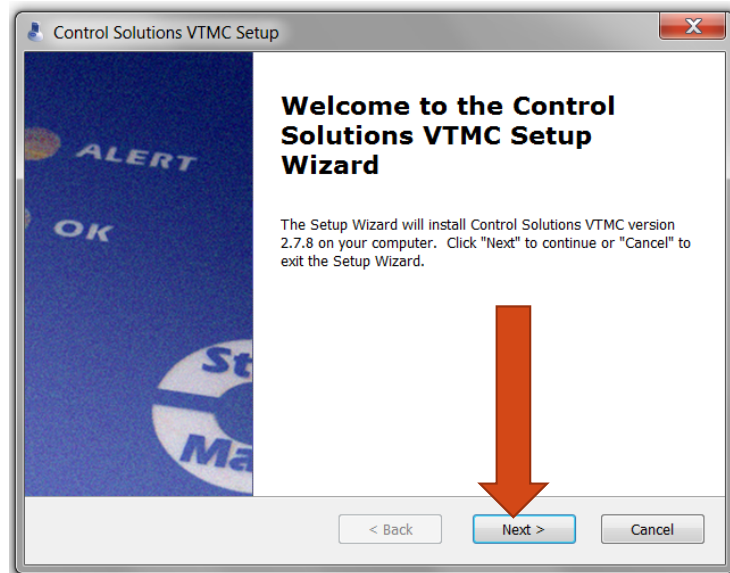 Control Solutions VTMC Setup
X
Welcome to the Control
Solutions VTMC Setup
Wizard
The Setup Wizard will install Control Solutions VTMC version
2.7.8 on your computer. Click "Next" to continue or "Cancel" to
exit the Setup Wizard.
ALERT
OK
St
Ma
< Back
Next >
Cancel